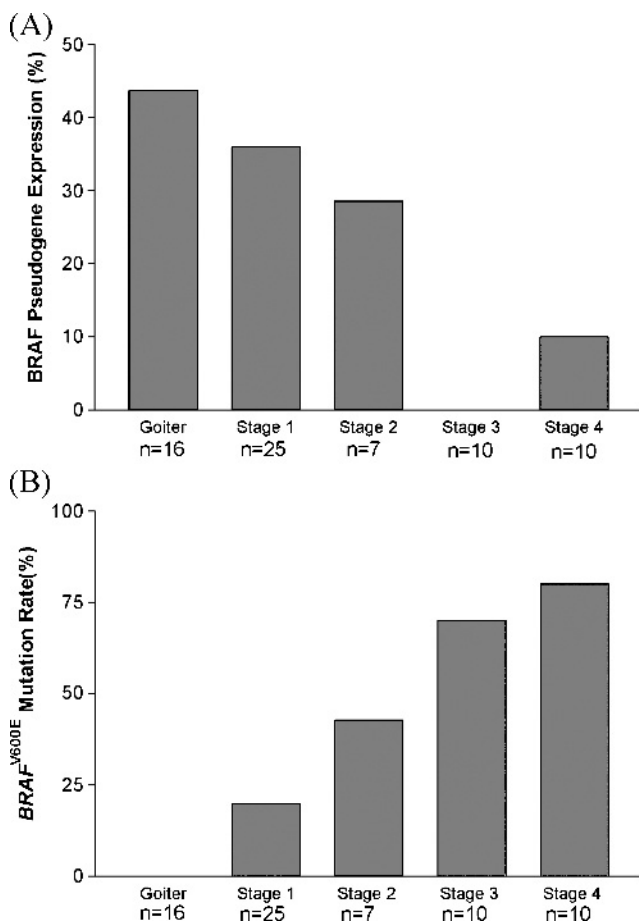 (A)
BRAF Pseudogene Expression (%)
50
40
30
20
10
0
Goiter Stage 1 Stage 2 Stage 3 Stage 4
n=16 n=25 n=7 n=10 n=10
(B)
BRAF^V600E Mutation Rate(%)
100
75
50
25
0
Goiter Stage 1 Stage 2 Stage 3 Stage 4
n=16 n=25 n=7 n=10 n=10